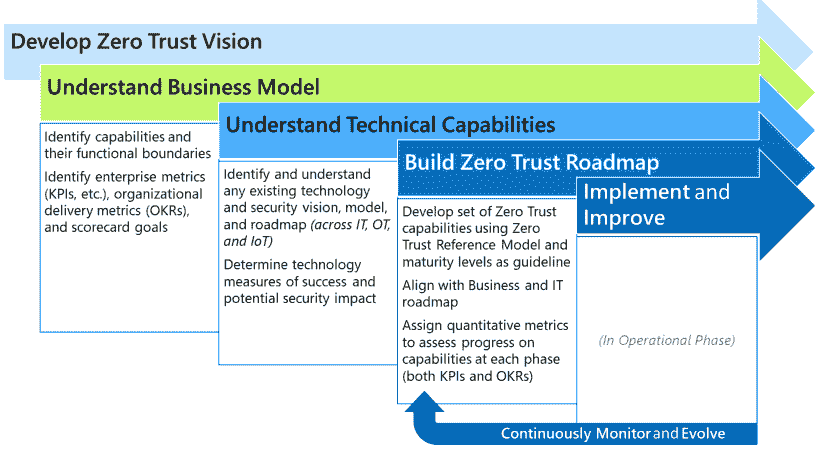 Develop Zero Trust Vision
Understand Business Model
Understand Technical Capabilities
Build Zero Trust Roadmap
Implement and
Improve
Identify capabilities and
their functional boundaries
Identify enterprise metrics
(KPIs, etc.), organizational
delivery metrics (OKRs),
and scorecard goals
Identify and understand
any existing technology
and security vision, model,
and roadmap (across IT, OT,
and IoT)
Determine technology
measures of success and
potential security impact
Develop set of Zero Trust
capabilities using Zero
Trust Reference Model and
maturity levels as guideline
Align with Business and IT
roadmap
Assign quantitative metrics
to assess progress on
capabilities at each phase
(both KPIs and OKRs)
(In Operational Phase)
Continuously Monitor and Evolve